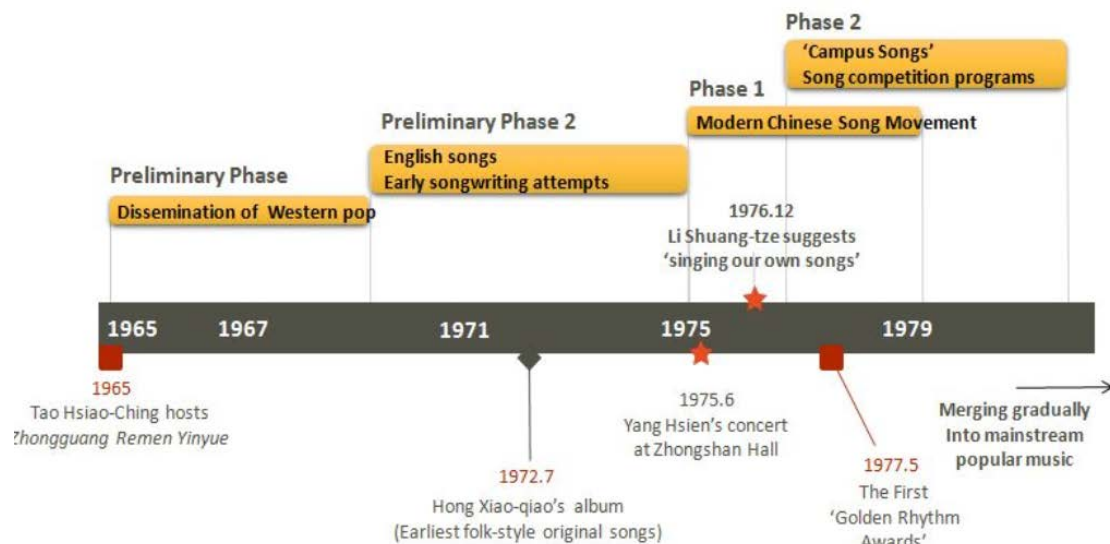 Phase 2
'Campus Songs'
Song competition programs
Phase 1
Modern Chinese Song Movement
Preliminary Phase 2
English songs
Early songwriting attempts
Preliminary Phase
Dissemination of Western pop
1976.12
Li Shuang-tze suggests
'singing our own songs'
1965 1967 1971 1975 1979
1965
Tao Hsiao-Ching hosts
Zhongguang Remen Yinyue
1972.7
Hong Xiao-qiao's album
(Earliest folk-style original songs)
1975.6
Yang Hsien's concert
at Zhongshan Hall
1977.5
The First
'Golden Rhythm
Awards'
Merging gradually
Into mainstream
popular music